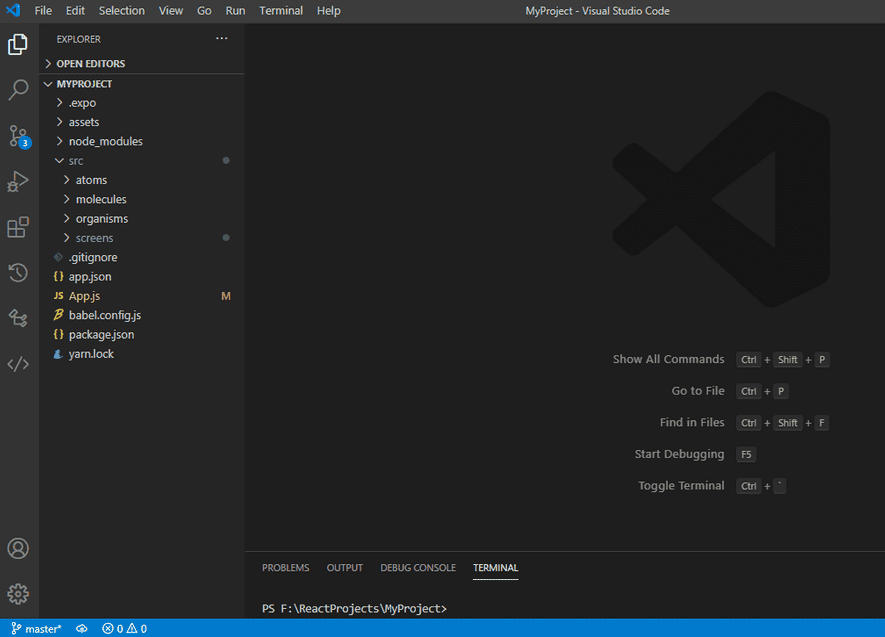 File Edit Selection View Go Run Terminal Help MyProject - Visual Studio Code
EXPLORER ...
OPEN EDITORS
MYPROJECT
.expo
assets
node_modules
src
atoms
molecules
organisms
screens
.gitignore
{} app.json
JS App.js M
babel.config.js
{} package.json
yarn.lock
3
Show All Commands Ctrl + Shift + P
Go to File Ctrl + P
Find in Files Ctrl + Shift + F
Start Debugging F5
Toggle Terminal Ctrl + `
PROBLEMS OUTPUT DEBUG CONSOLE TERMINAL
PS F:\ReactProjects\MyProject>
master* 0 0